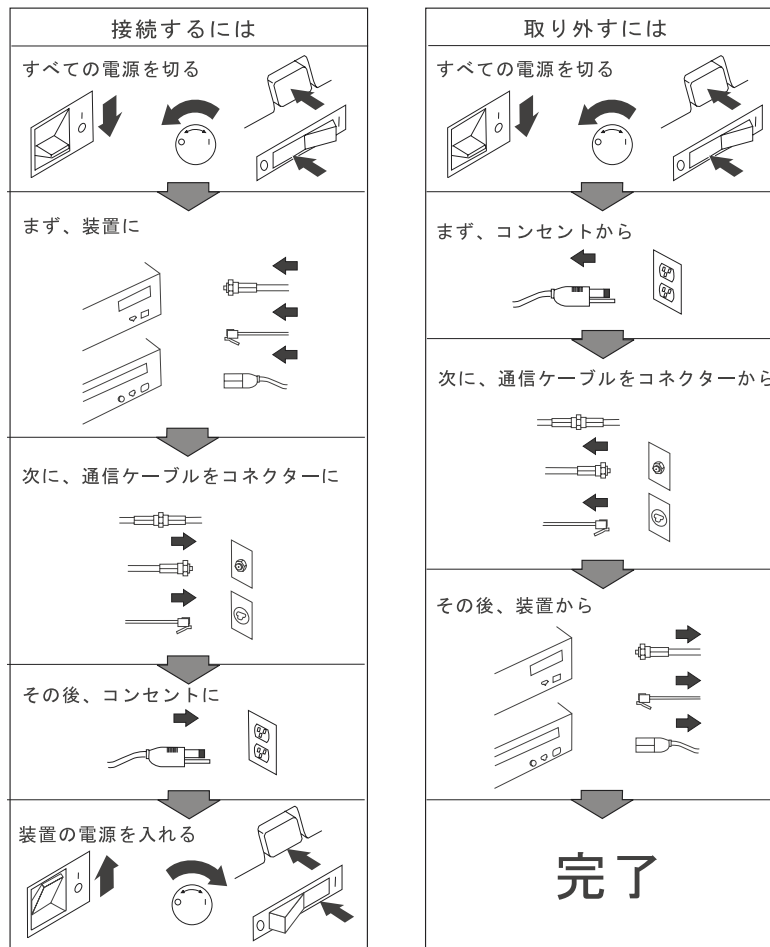 接続するには
すべての電源を切る
まず、装置に
次に、通信ケーブルをコネクターに
その後、コンセントに
装置の電源を入れる
取り外すには
すべての電源を切る
まず、コンセントから
次に、通信ケーブルをコネクターから
その後、装置から
完了